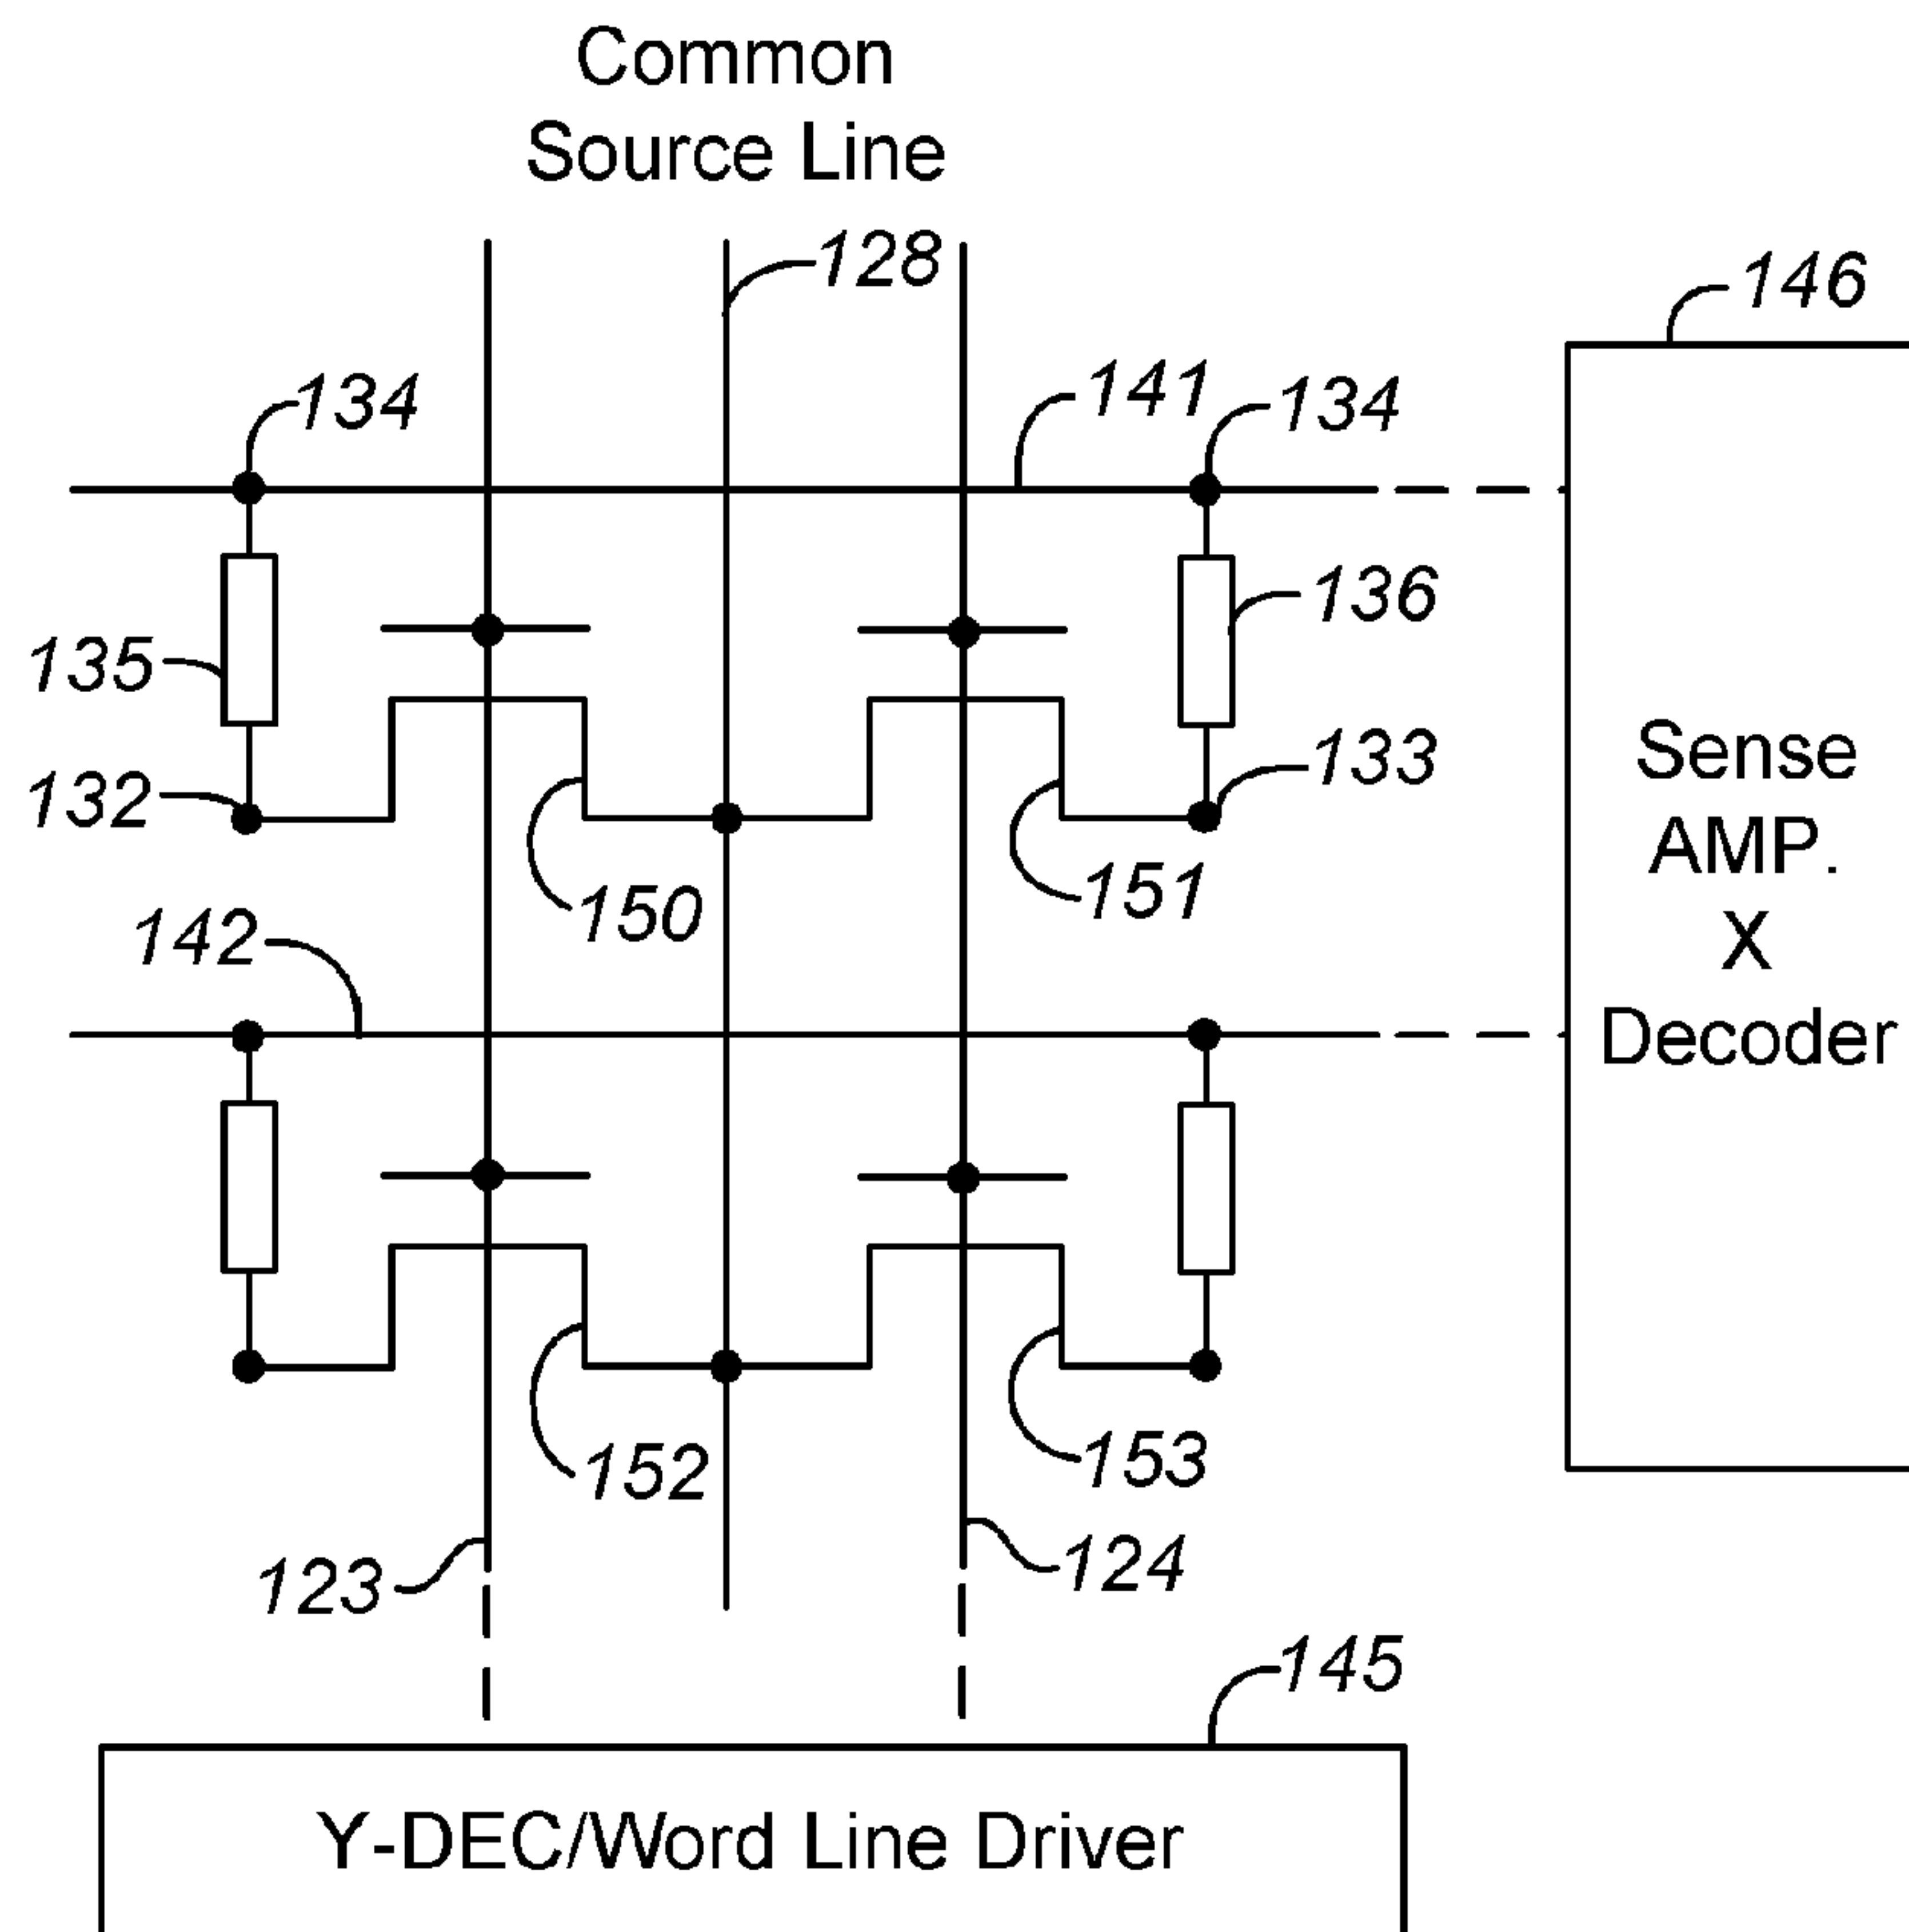 Common
Source Line
128
146
134
141
134
136
135
133
132
Sense
AMP.
X
Decoder
150
151
142
152
153
123
124
145
Y-DEC/Word Line Driver